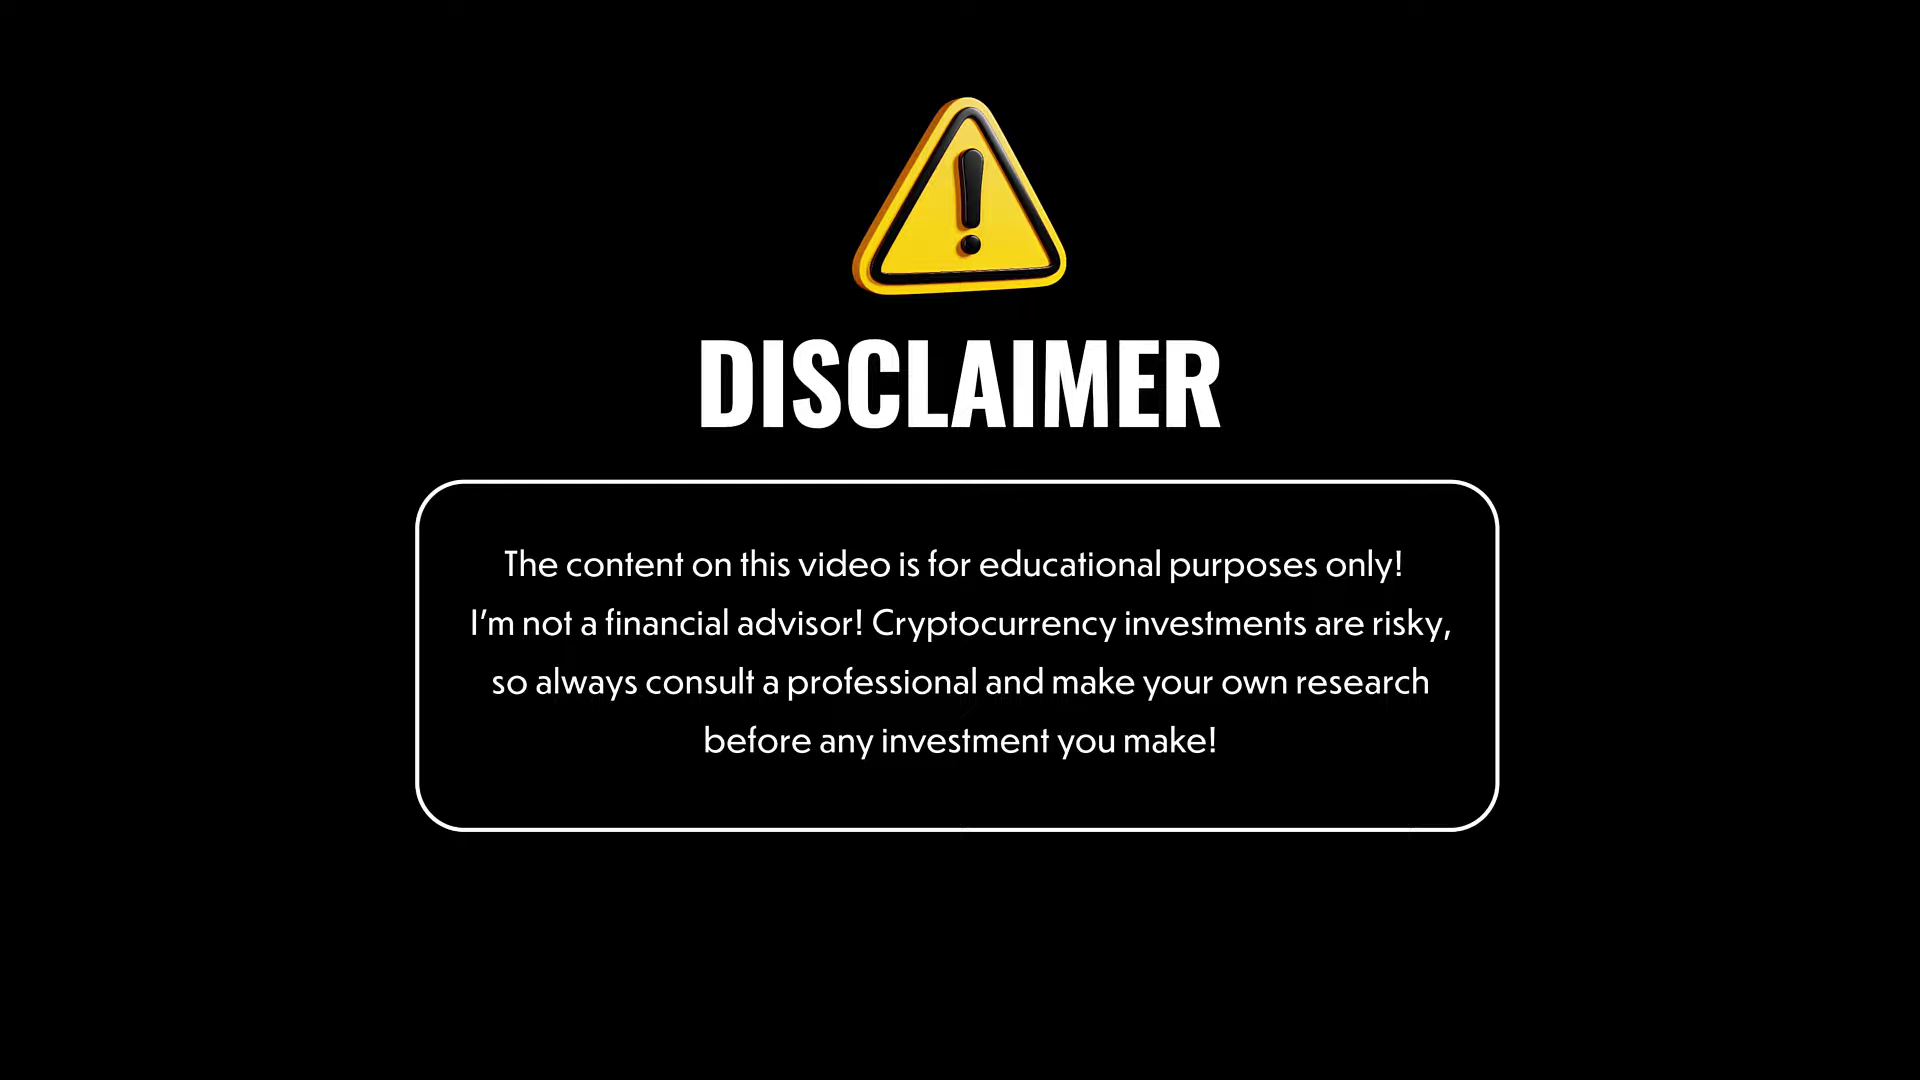 DISCLAIMER
The content on this video is for educational purposes only!
I’m not a financial advisor! Cryptocurrency investments are risky,
so always consult a professional and make your own research
before any investment you make!